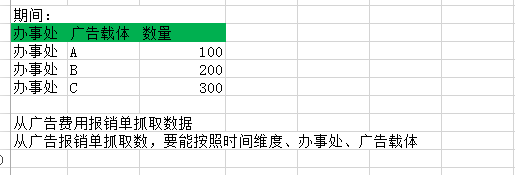 期间：
办事处 广告载体 数量
办事处 A 100
办事处 B 200
办事处 C 300
从广告费用报销单抓取数据
从广告报销单抓取数，要能按照时间维度、办事处、广告载体